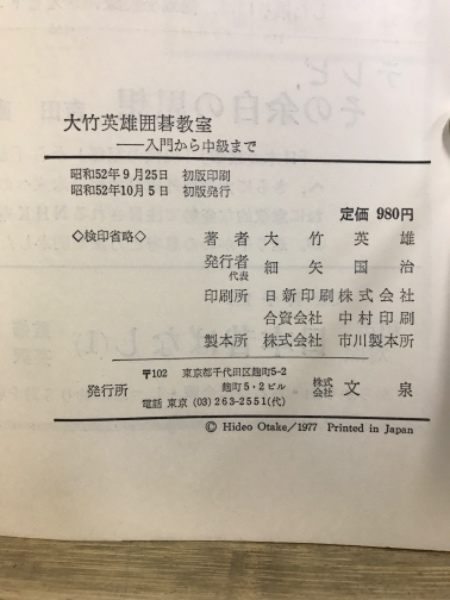 大竹英雄囲碁教室
――入門から中級まで
昭和52年9月25日 初版印刷
昭和52年10月5日 初版発行
定価 980円
◇検印省略◇ 著者 大竹英雄
発行者代表 細矢国治
印刷所 日新印刷株式会社
合資会社 中村印刷
製本所 株式会社 市川製本所
〒102 東京都千代田区麹町5-2
麹町5・2ビル
発行所 株式会社 文泉
電話 東京 (03) 263-2551(代)
© Hideo Otake/1977 Printed in Japan